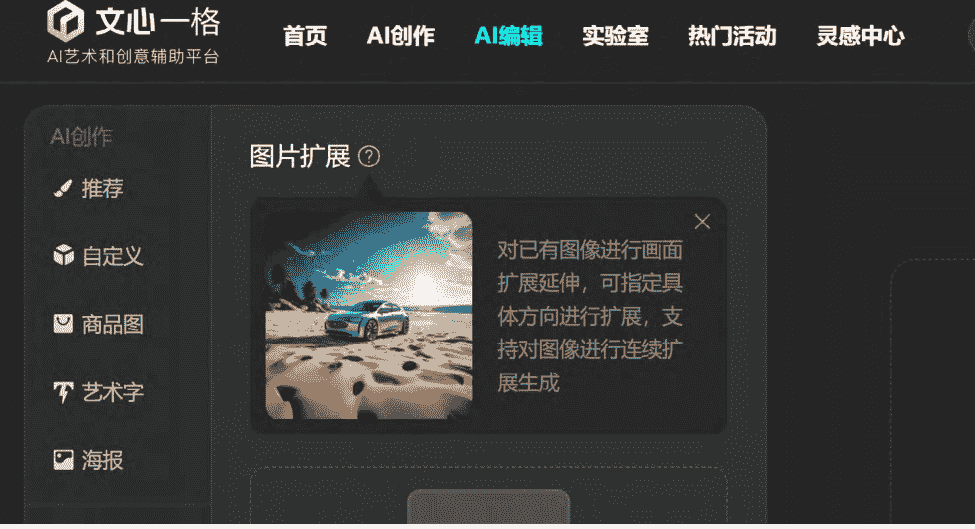 文心一格
AI艺术和创意辅助平台
首页 AI创作 AI编辑 实验室 热门活动 灵感中心
AI创作
推荐
自定义
商品图
艺术字
海报
图片扩展 ?
对已有图像进行画面
扩展延伸，可指定具
体方向进行扩展，支
持对图像进行连续扩
展生成